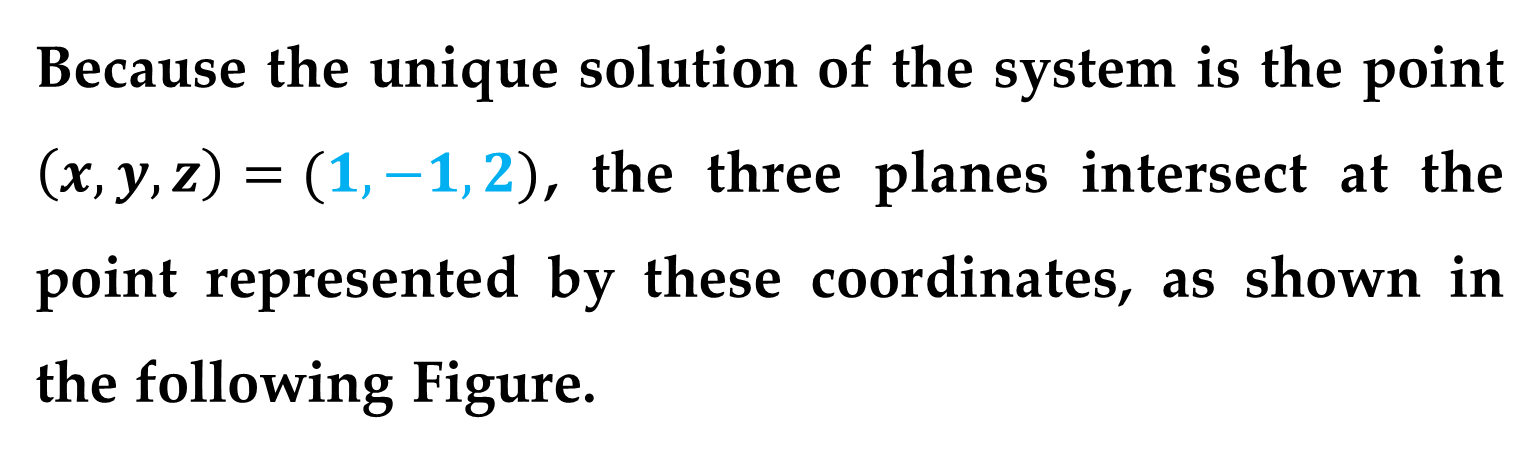 Because the unique solution of the system is the point
(x, y, z) = (1, −1, 2), the three planes intersect at the
point represented by these coordinates, as shown in
the following Figure.